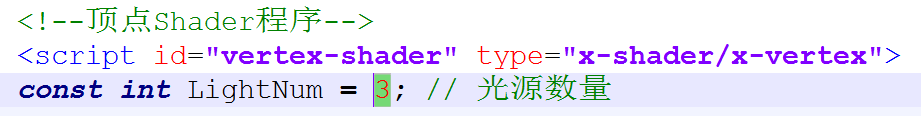 <!--顶点Shader程序-->
<script id="vertex-shader" type="x-shader/x-vertex">
const int LightNum = 3; // 光源数量